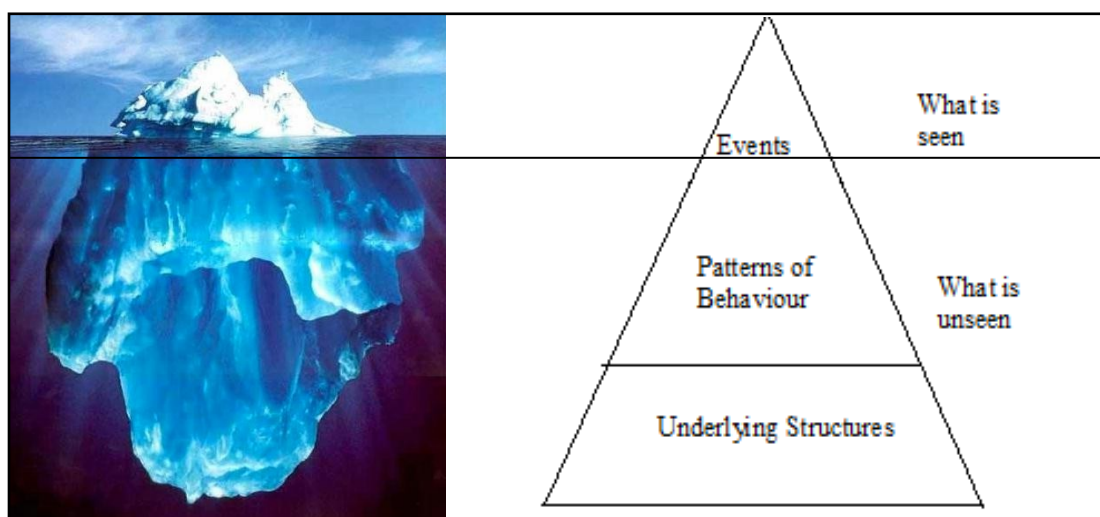 What is
seen
Events
Patterns of
Behaviour
What is
unseen
Underlying Structures